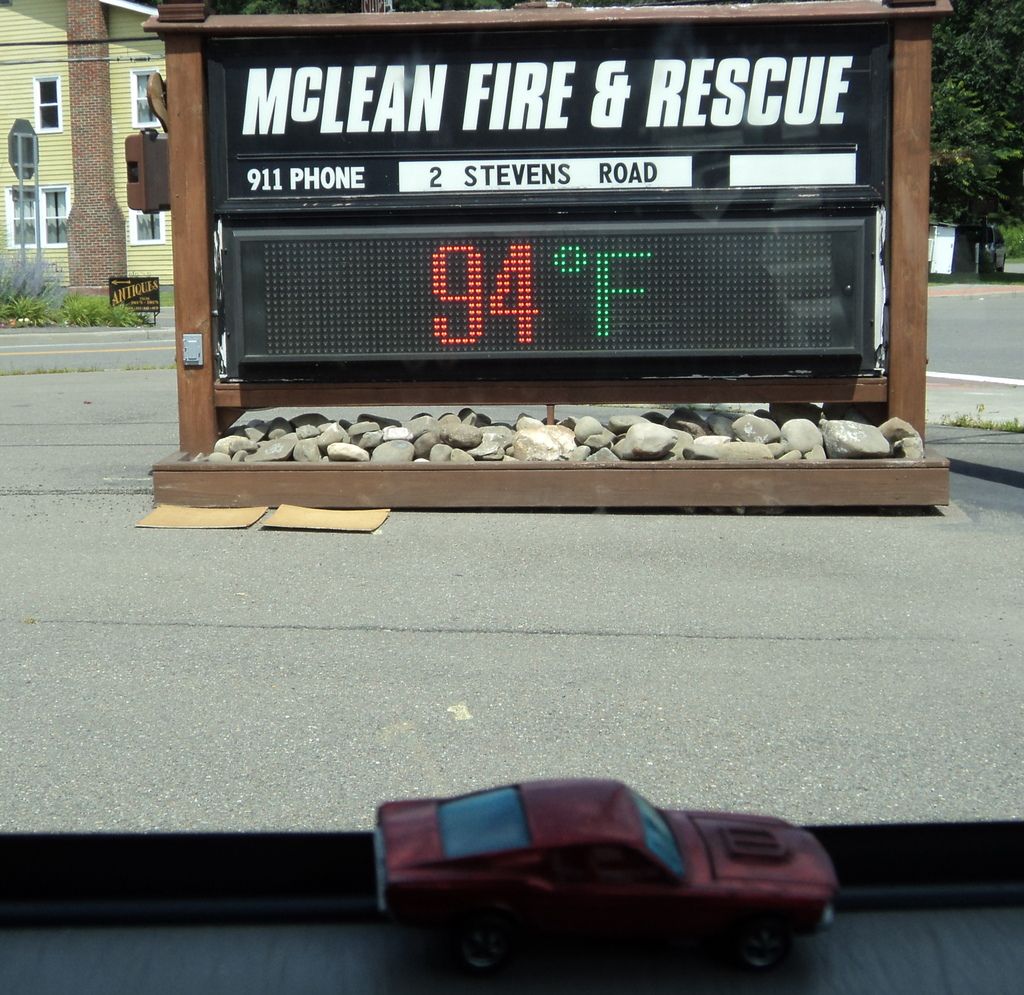 McLEAN FIRE & RESCUE
911 PHONE 2 STEVENS ROAD
94°F
ANTIQUES